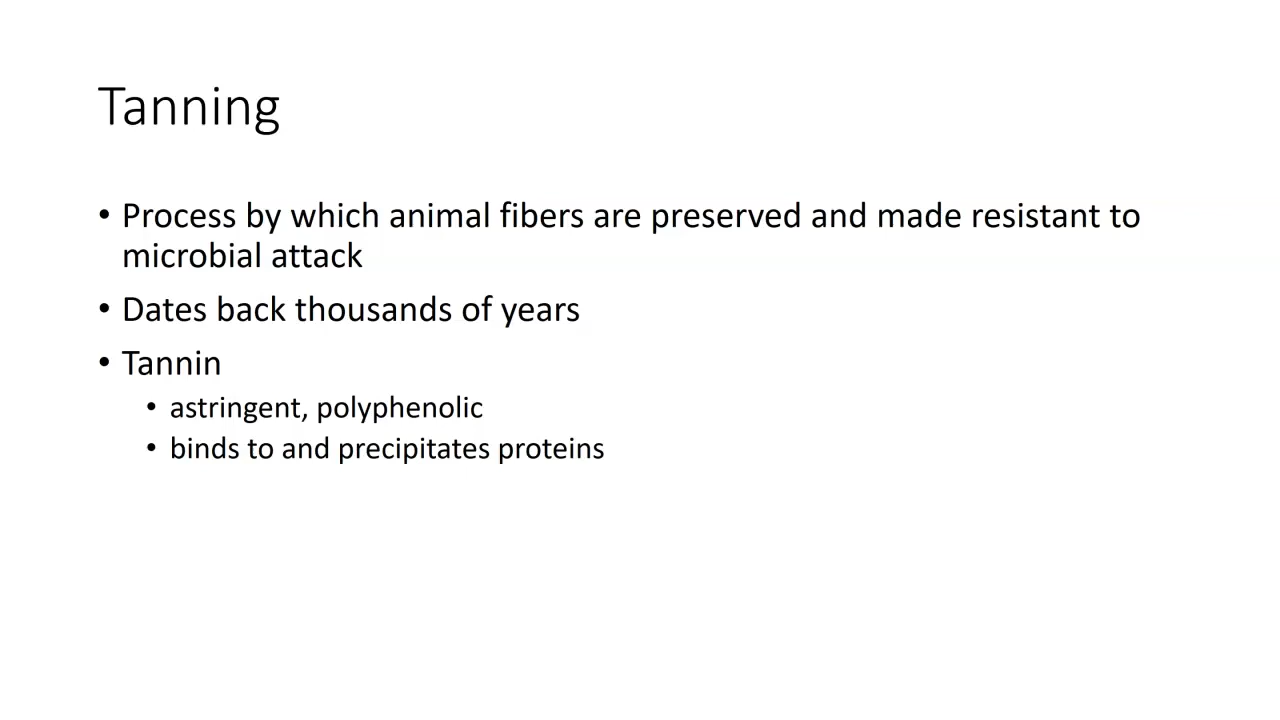 Tanning
• Process by which animal fibers are preserved and made resistant to
microbial attack
• Dates back thousands of years
• Tannin
• astringent, polyphenolic
• binds to and precipitates proteins